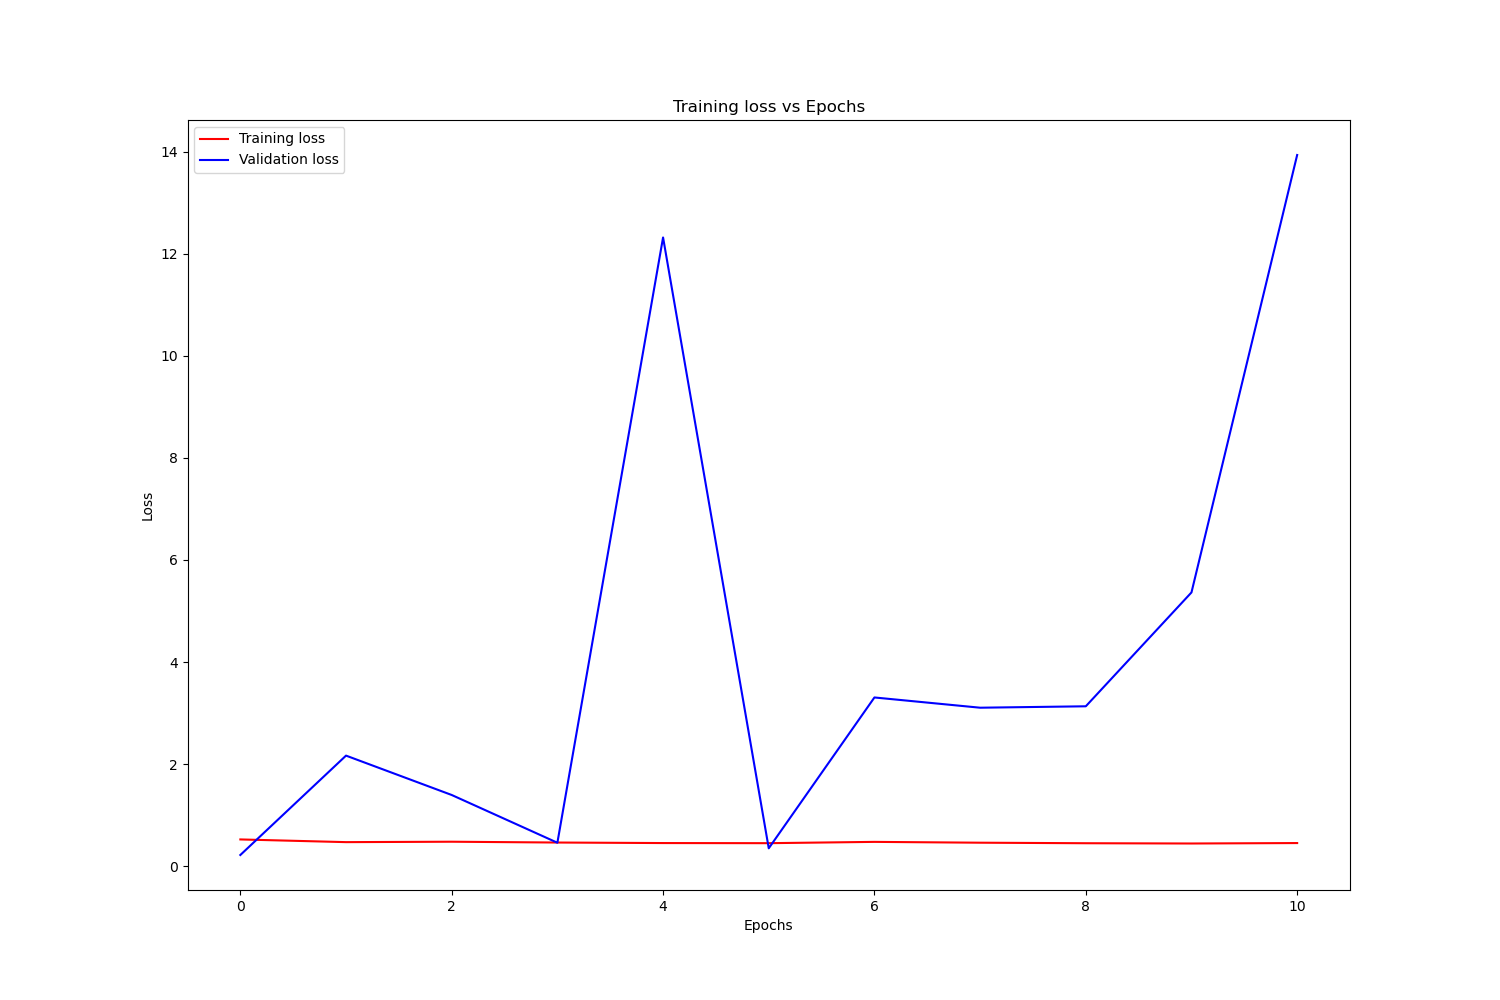 Training loss vs Epochs
Training loss
Validation loss
14
12
10
8
6
4
2
0
Loss
0 2 4 6 8 10
Epochs